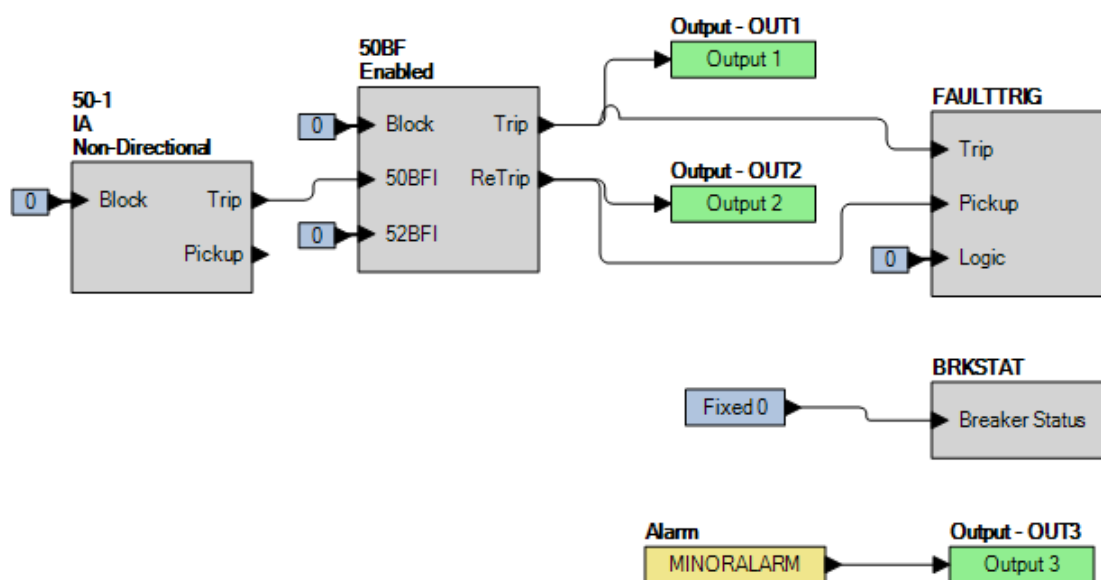 Output - OUT1
Output 1
50BF
Enabled
0
Block
Trip
50BFI
ReTrip
0
52BFI
50-1
IA
Non-Directional
0
Block
Trip
Pickup
Output - OUT2
Output 2
FAULTTRIG
Trip
Pickup
0
Logic
BRKSTAT
Fixed 0
Breaker Status
Alarm
MINORALARM
Output - OUT3
Output 3